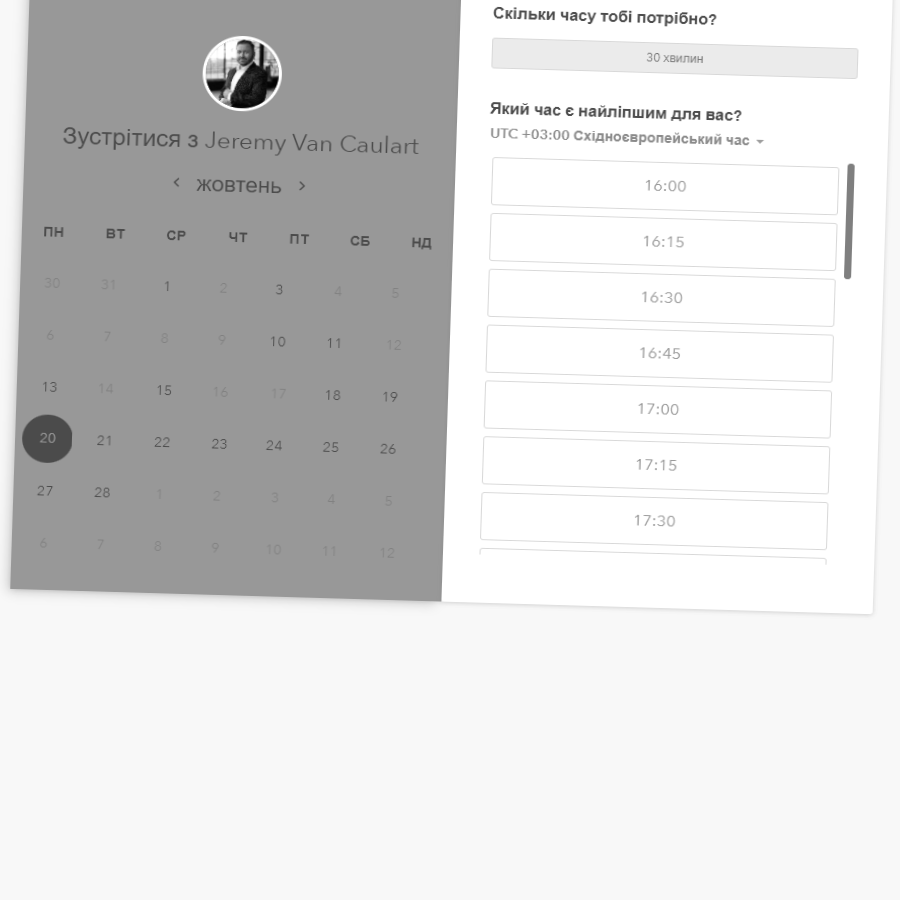 Зустрітися з Jeremy Van Caulart
жовтень
ПН ВТ СР ЧТ ПТ СБ НД
30 31 1 2 3 4 5
6 7 8 9 10 11 12
13 14 15 16 17 18 19
20 21 22 23 24 25 26
27 28 1 2 3 4 5
6 7 8 9 10 11 12
Скільки часу тобі потрібно?
30 хвилин
Який час є найліпшим для вас?
UTC +03:00 Східноєвропейський час
16:00
16:15
16:30
16:45
17:00
17:15
17:30